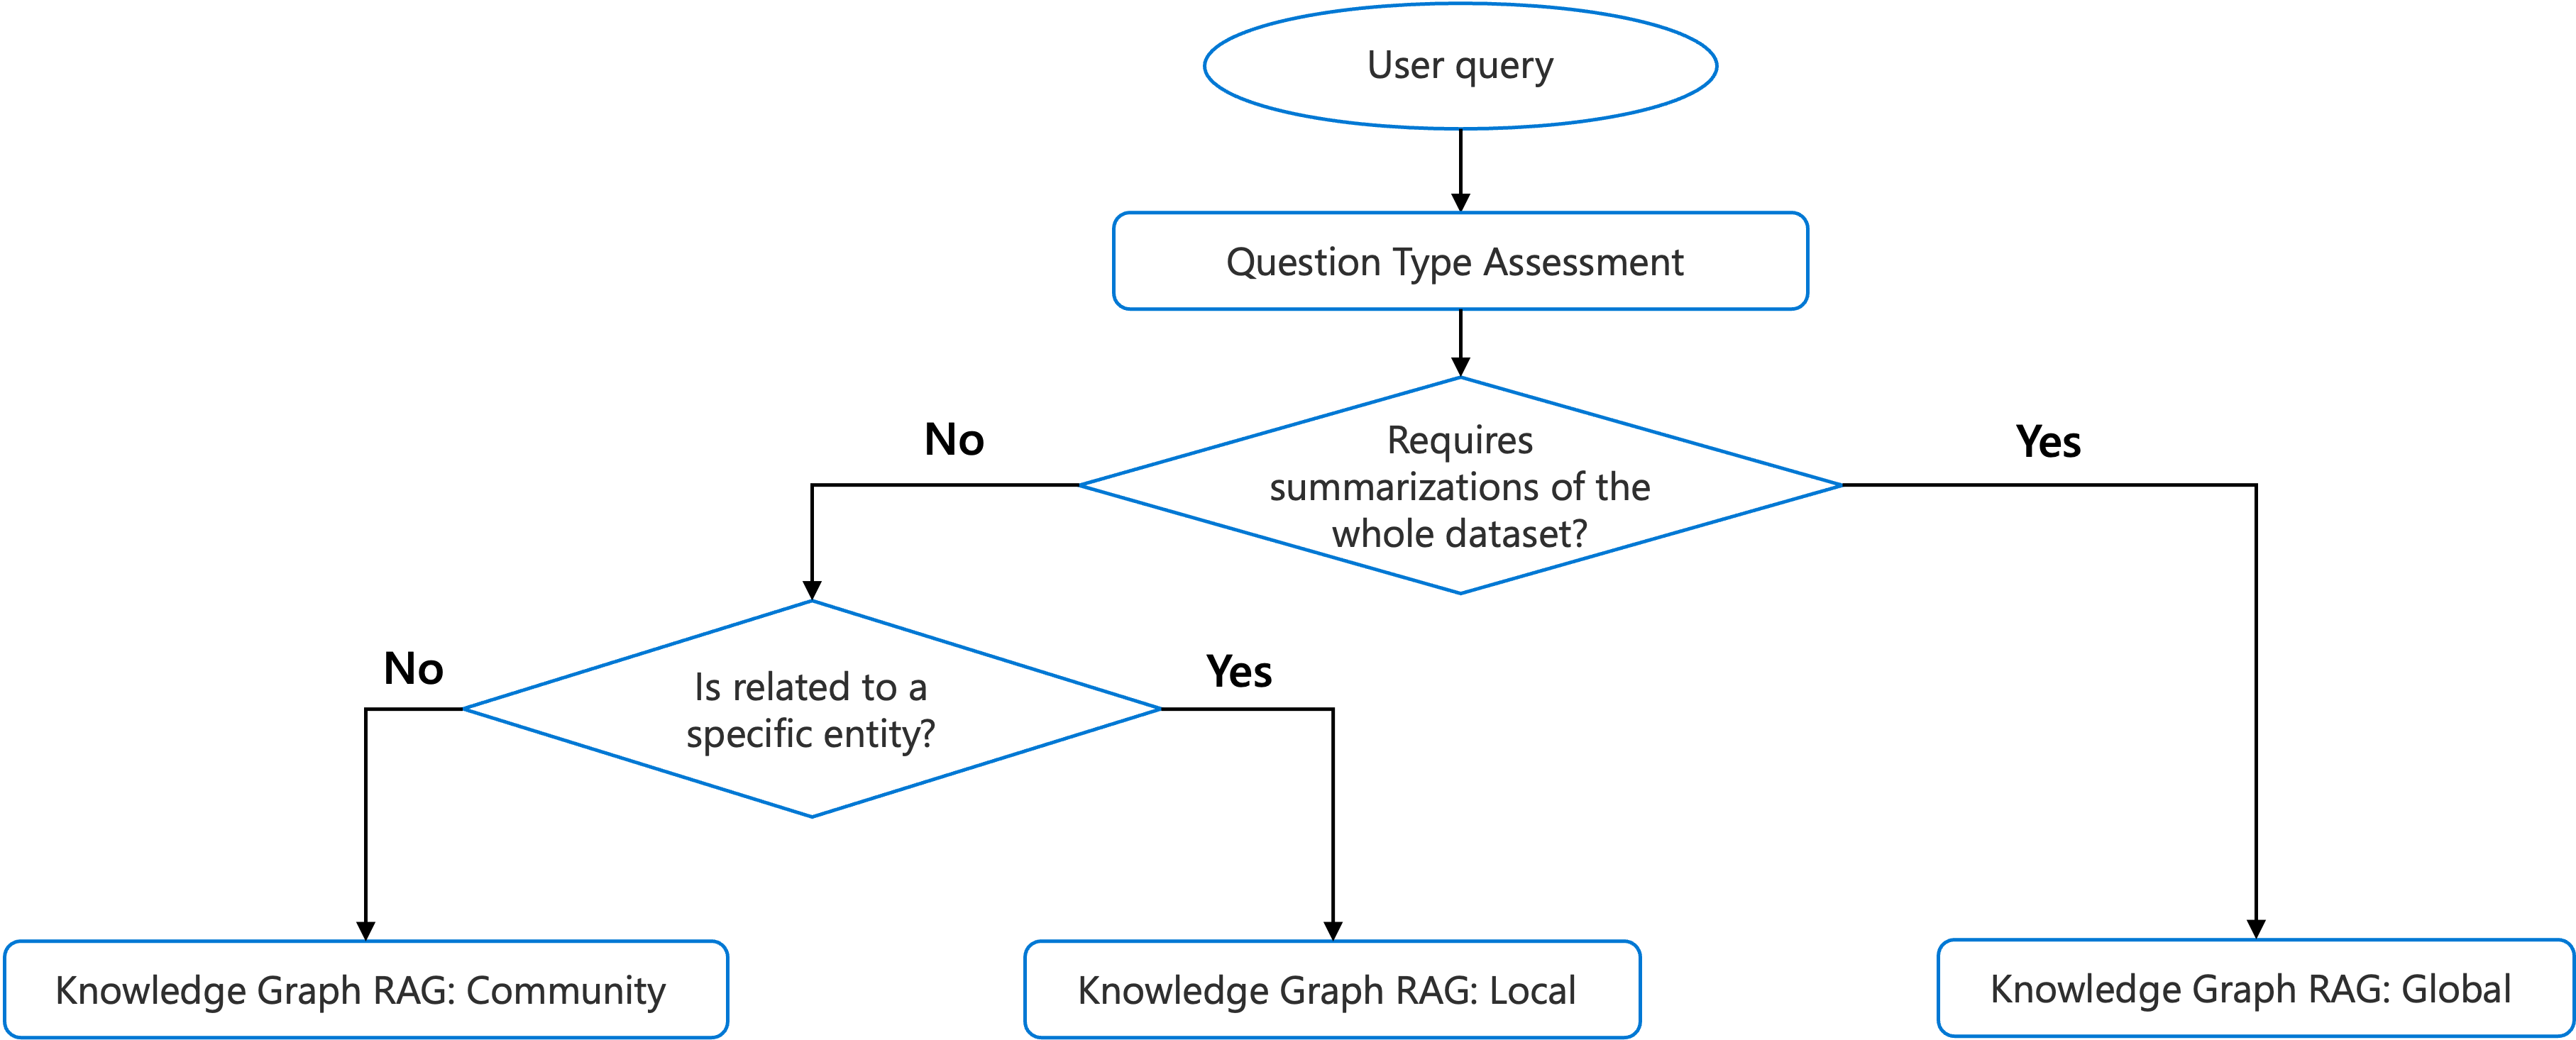 User query
Question Type Assessment
No
Requires
summarizations of the
whole dataset?
Yes
No
Is related to a
specific entity?
Yes
Knowledge Graph RAG: Community
Knowledge Graph RAG: Local
Knowledge Graph RAG: Global